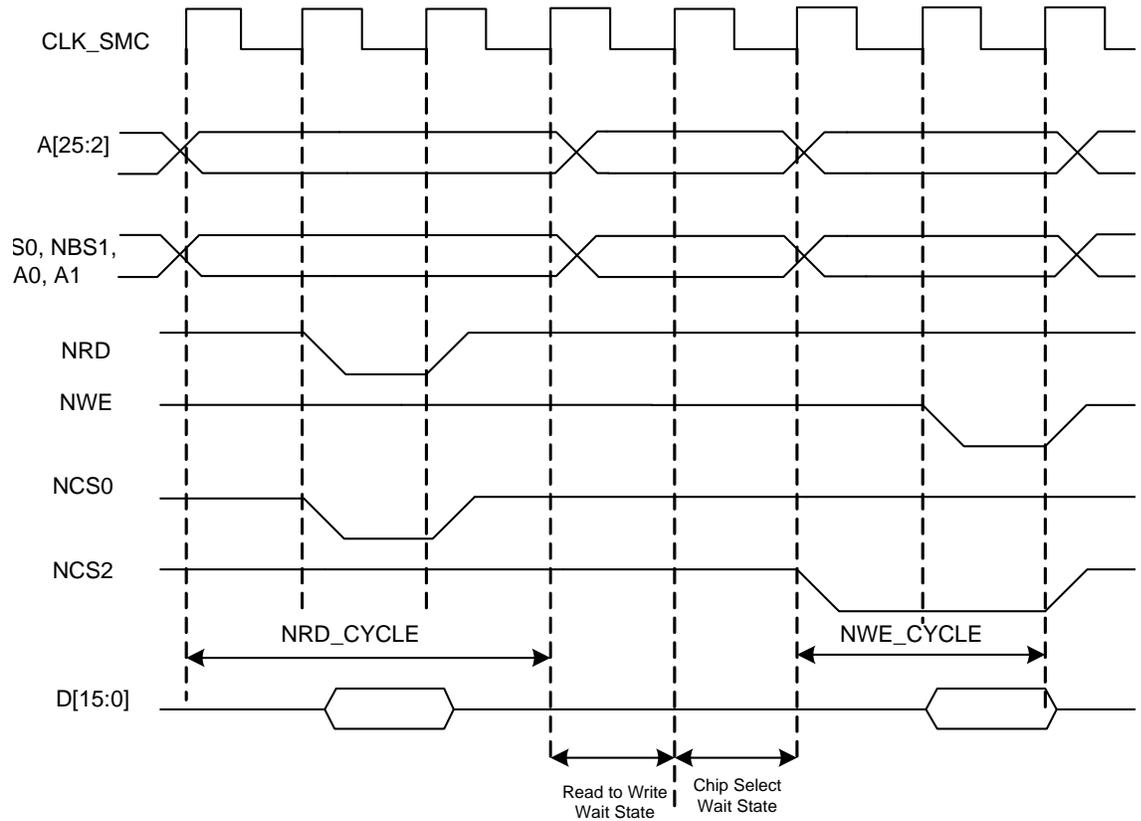 CLK_SMC
A[25:2]
S0, NBS1,
A0, A1
NRD
NWE
NCS0
NCS2
NRD_CYCLE
NWE_CYCLE
D[15:0]
Read to Write
Wait State
Chip Select
Wait State